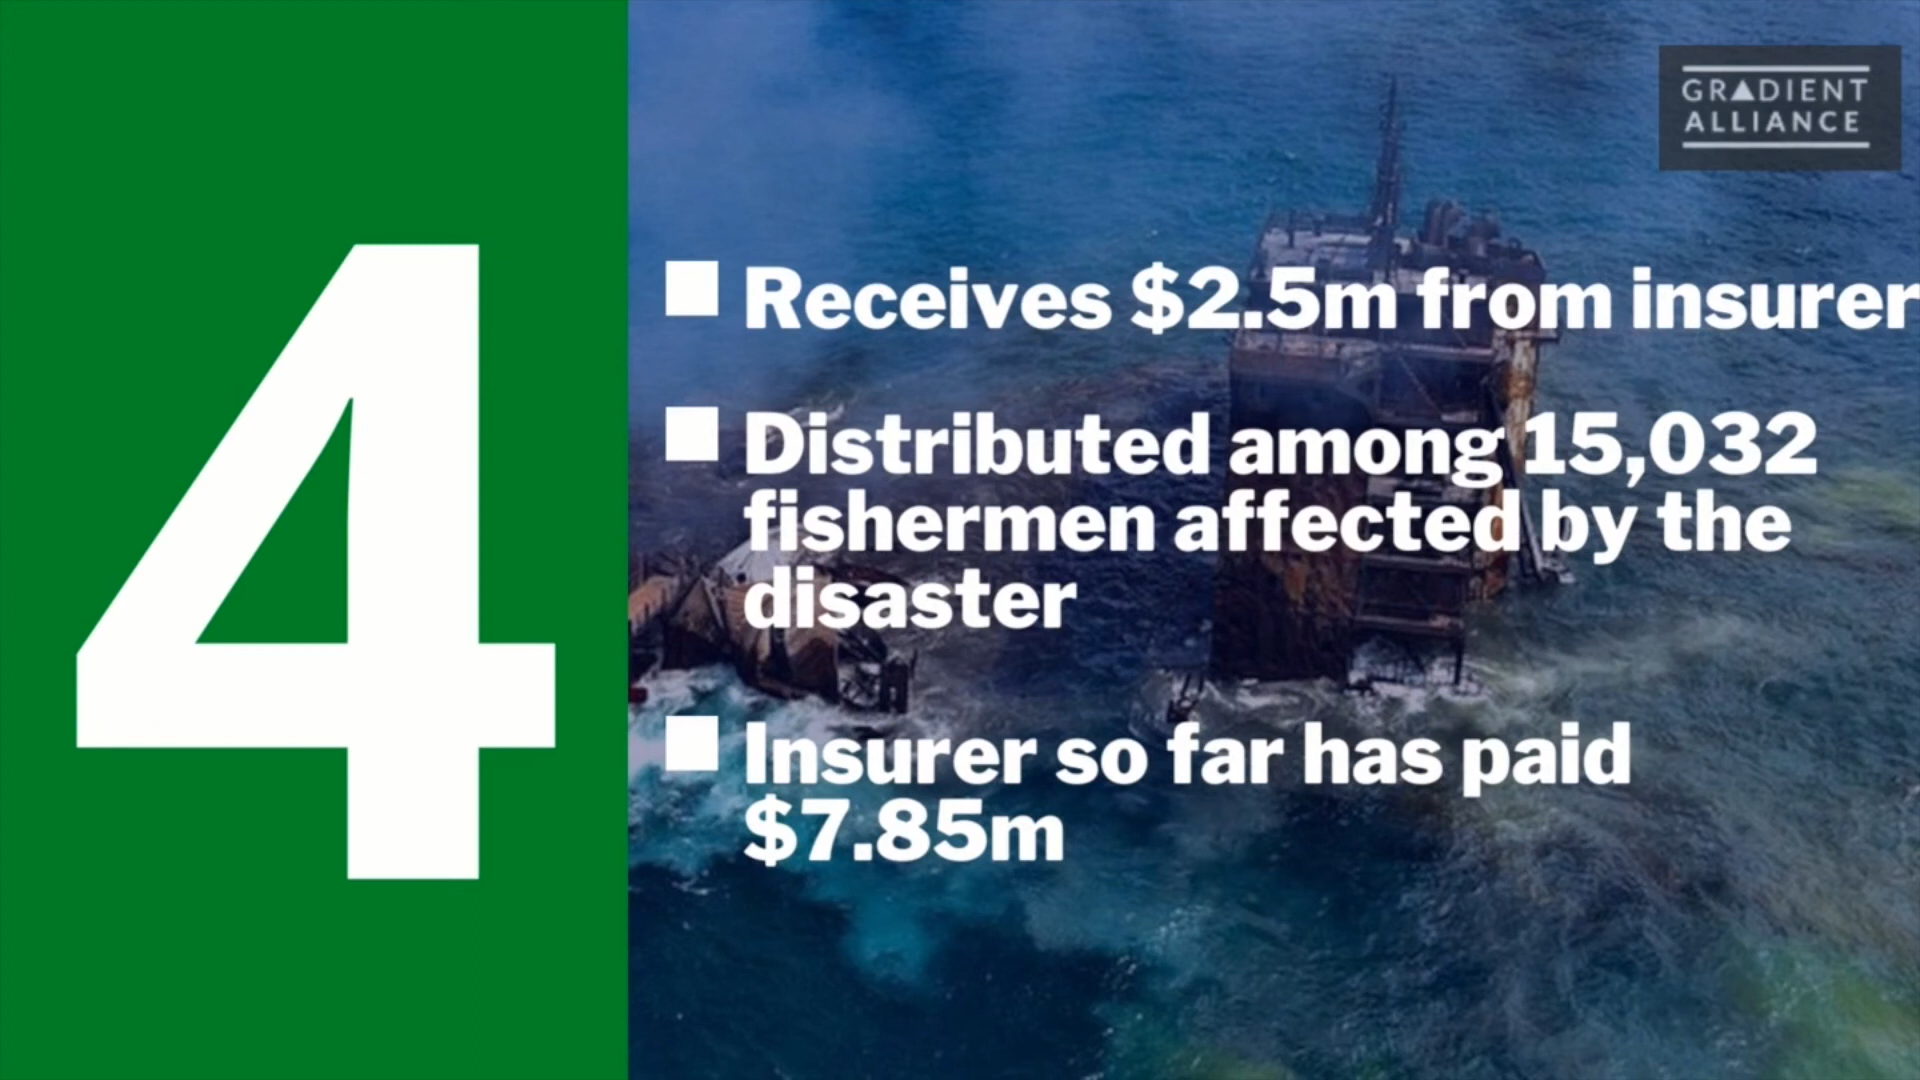 GRADIENT
ALLIANCE
4
Receives $2.5m from insurer
Distributed among 15,032
fishermen affected by the
disaster
Insurer so far has paid
$7.85m